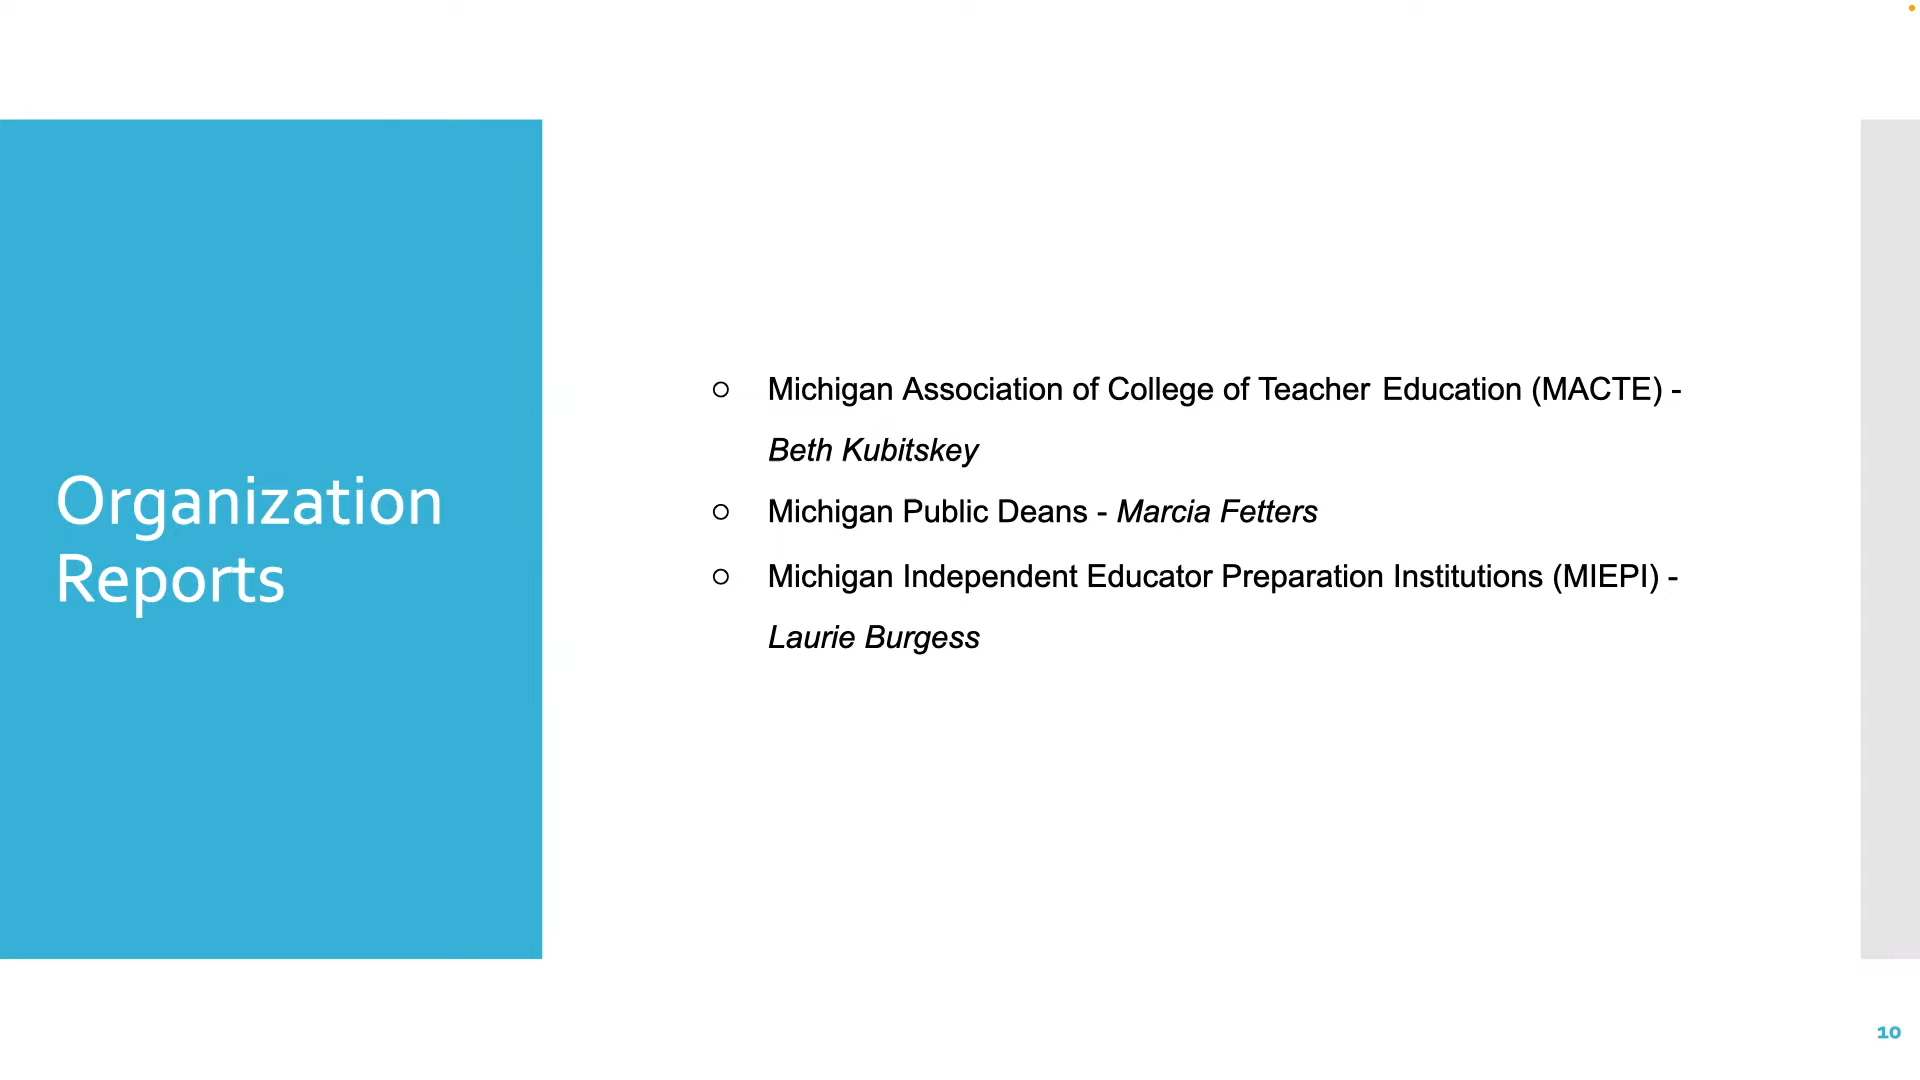 Organization
Reports
○ Michigan Association of College of Teacher Education (MACTE) -
Beth Kubitskey
○ Michigan Public Deans - Marcia Fetters
○ Michigan Independent Educator Preparation Institutions (MIEPI) -
Laurie Burgess
10